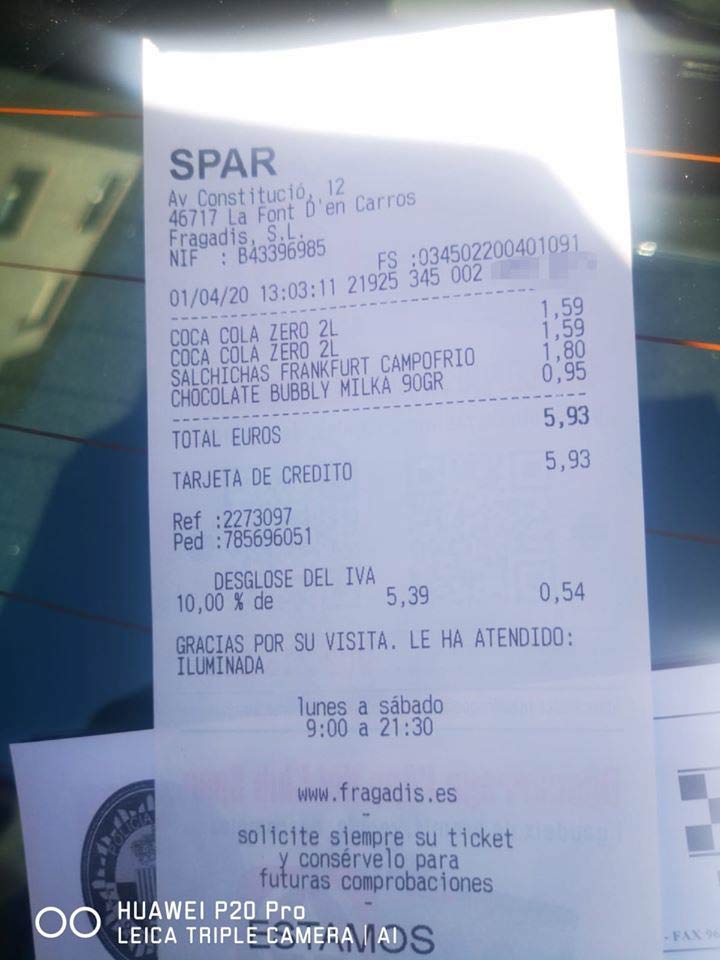 SPAR
Av Constitució, 12
46717 La Font D'en Carros
Fragadis, S.L.
NIF : B43396985 FS :034502200401091
01/04/20 13:03:11 21925 345 002
COCA COLA ZERO 2L 1,59
COCA COLA ZERO 2L 1,59
SALCHICHAS FRANKFURT CAMPOFRIO 1,80
CHOCOLATE BUBBLY MILKA 90GR 0,95
TOTAL EUROS 5,93
TARJETA DE CREDITO 5,93
Ref :2273097
Ped :785696051
DESGLOSE DEL IVA
10,00 % de 5,39 0,54
GRACIAS POR SU VISITA. LE HA ATENDIDO:
ILUMINADA
lunes a sábado
9:00 a 21:30
www.fragadis.es
-
solicite siempre su ticket
y consérvelo para
futuras comprobaciones
-
ESTAMOS
POLICIA
- FAX 96
HUAWEI P20 Pro
LEICA TRIPLE CAMERA | AI